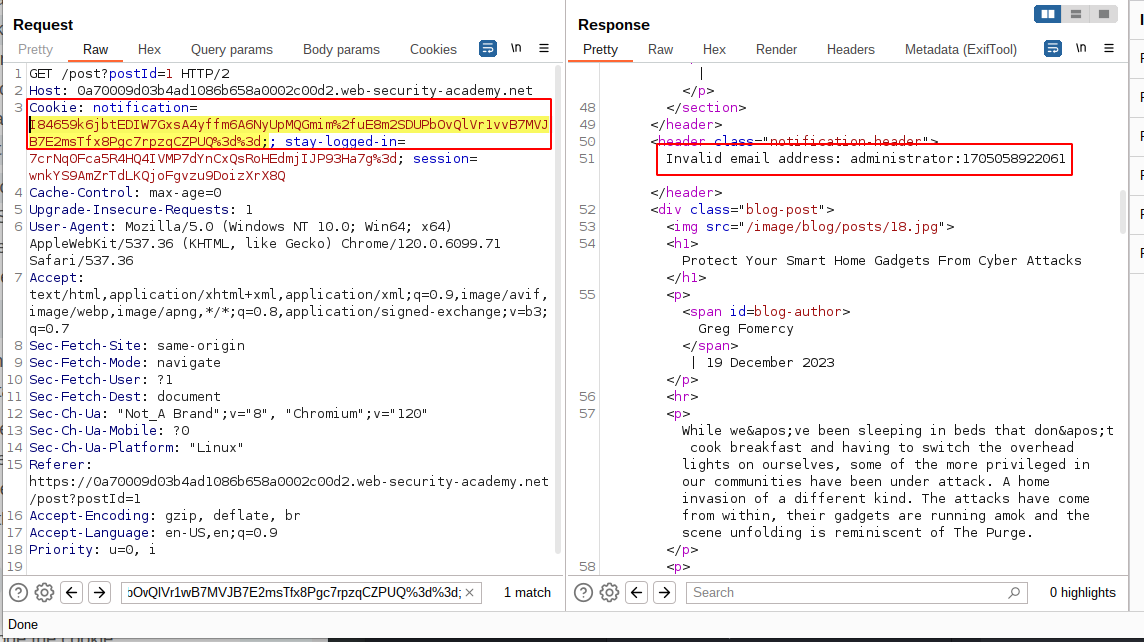 Request
Pretty Raw Hex Query params Body params Cookies \n
1 GET /post?postId=1 HTTP/2
2 Host: 0a70009d03b4ad1086b658a0002c00d2.web-security-academy.net
3 Cookie: notification=
I84659k6jbtEDIW7GxsA4yffm6A6NyUpMQGmim%2fuE8m2SDUPbOvQlVr1vvB7MVJ
B7E2msTfx8Pgc7rpzqCZPUQ%3d%3d;; stay-logged-in=
7crNqOFca5R4HQ4IVMP7dYnCxQsRoHEdmjIJP93Ha7g%3d; session=
wnkYS9AmZrTdLKQjoFgvzu9DoizXrX8Q
4 Cache-Control: max-age=0
5 Upgrade-Insecure-Requests: 1
6 User-Agent: Mozilla/5.0 (Windows NT 10.0; Win64; x64)
AppleWebKit/537.36 (KHTML, like Gecko) Chrome/120.0.6099.71
Safari/537.36
7 Accept:
text/html,application/xhtml+xml,application/xml;q=0.9,image/avif,
image/webp,image/apng,*/*;q=0.8,application/signed-exchange;v=b3;
q=0.7
8 Sec-Fetch-Site: same-origin
9 Sec-Fetch-Mode: navigate
10 Sec-Fetch-User: ?1
11 Sec-Fetch-Dest: document
12 Sec-Ch-Ua: "Not_A Brand";v="8", "Chromium";v="120"
13 Sec-Ch-Ua-Mobile: ?0
14 Sec-Ch-Ua-Platform: "Linux"
15 Referer:
https://0a70009d03b4ad1086b658a0002c00d2.web-security-academy.net
/post?postId=1
16 Accept-Encoding: gzip, deflate, br
17 Accept-Language: en-US,en;q=0.9
18 Priority: u=0, i
19
bOvQlVr1wB7MVJB7E2msTfx8Pgc7rpzqCZPUQ%3d%3d; 1 match
Response
Pretty Raw Hex Render Headers Metadata (ExifTool) \n
|
</p>
48 </section>
49 </header>
50 <header class="notification-header">
51 Invalid email address: administrator:1705058922061
</header>
52 <div class="blog-post">
53 <img src="/image/blog/posts/18.jpg">
54 <h1>
Protect Your Smart Home Gadgets From Cyber Attacks
</h1>
55 <p>
<span id=blog-author>
Greg Fomercy
</span>
| 19 December 2023
</p>
56 <hr>
57 <p>
While we&apos;ve been sleeping in beds that don&apos;t
cook breakfast and having to switch the overhead
lights on ourselves, some of the more privileged in
our communities have been under attack. A home
invasion of a different kind. The attacks have come
from within, their gadgets are running amok and the
scene unfolding is reminiscent of The Purge.
</p>
58 <p>
Search 0 highlights
Done